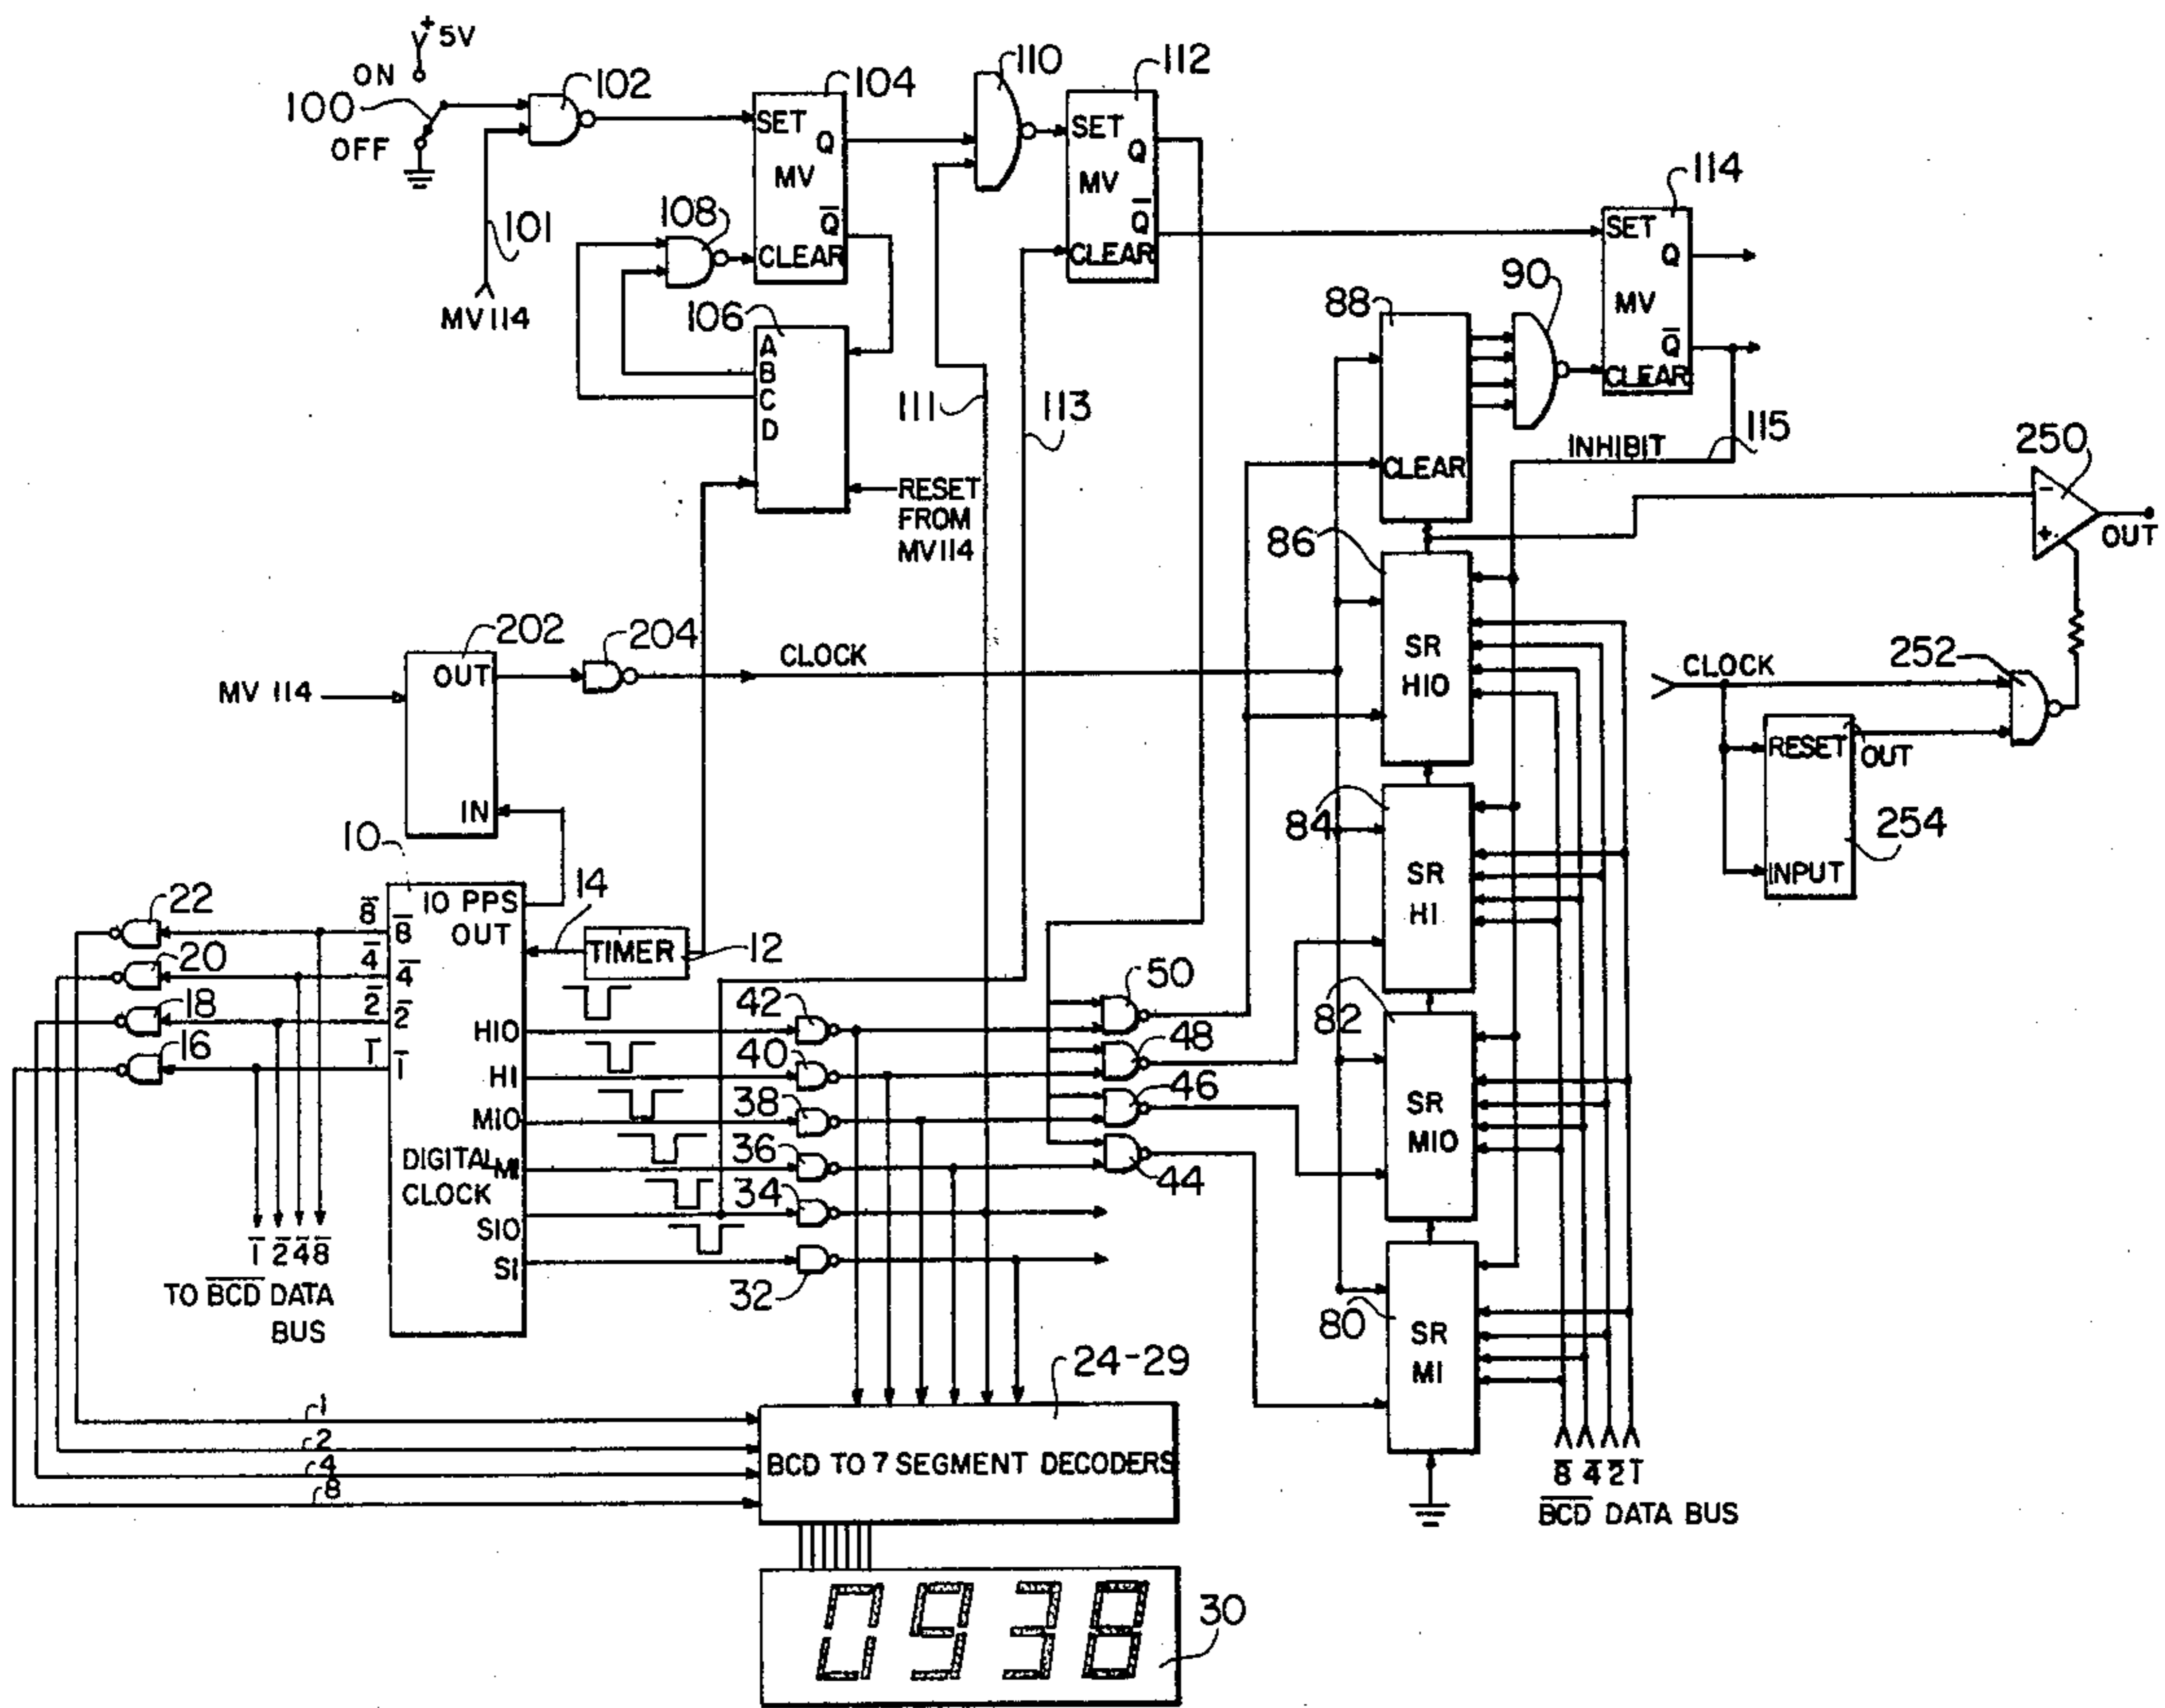 +5V
ON
100
OFF
102
104
110
112
SET
Q
MV
Q̅
CLEAR
SET
Q
MV
Q̅
CLEAR
101
MV114
108
106
A
B
C
D
111
113
RESET
FROM
MV114
114
SET
Q
MV
Q̅
CLEAR
88
90
CLEAR
INHIBIT
115
250
-
+
OUT
86
SR
H10
202
OUT
IN
MV 114
204
CLOCK
CLOCK
252
RESET
OUT
INPUT
254
84
SR
H1
10
10 PPS
OUT
14
TIMER
12
22
20
18
16
8̅
4̅
2̅
1̅
8̅
4̅
2̅
1̅
H10
H1
M10
M1
S10
S1
DIGITAL
CLOCK
42
40
38
36
34
32
50
48
46
44
82
SR
M10
1̅ 2̅ 4̅ 8̅
TO B̅C̅D̅ DATA
BUS
80
SR
M1
24-29
1
2
4
8
BCD TO 7 SEGMENT DECODERS
8̅ 4̅ 2̅ 1̅
B̅C̅D̅ DATA BUS
0938
30